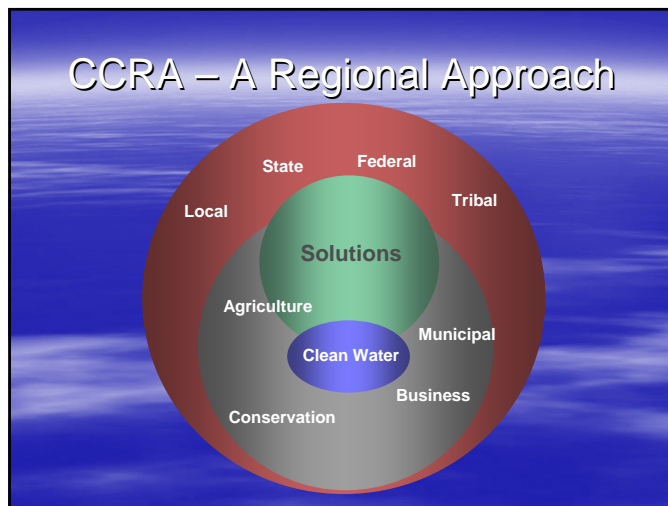 CCRA – A Regional Approach
State
Federal
Local
Tribal
Solutions
Agriculture
Municipal
Clean Water
Business
Conservation